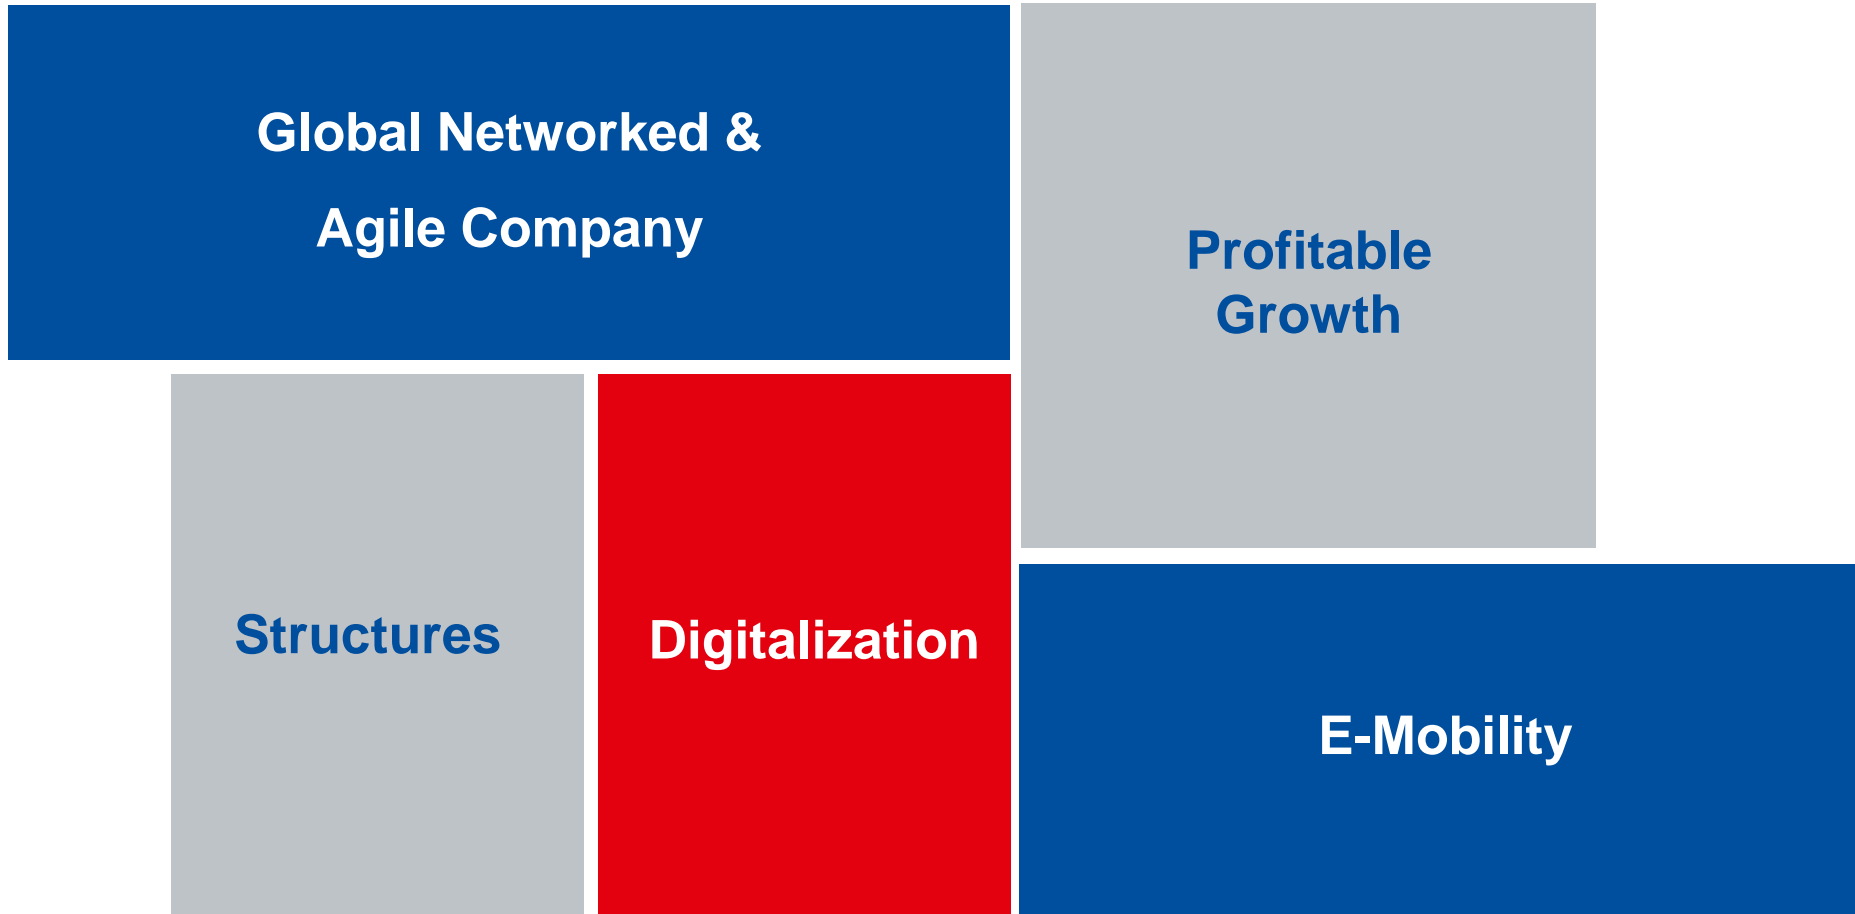 Global Networked &
Agile Company
Profitable
Growth
Structures
Digitalization
E-Mobility